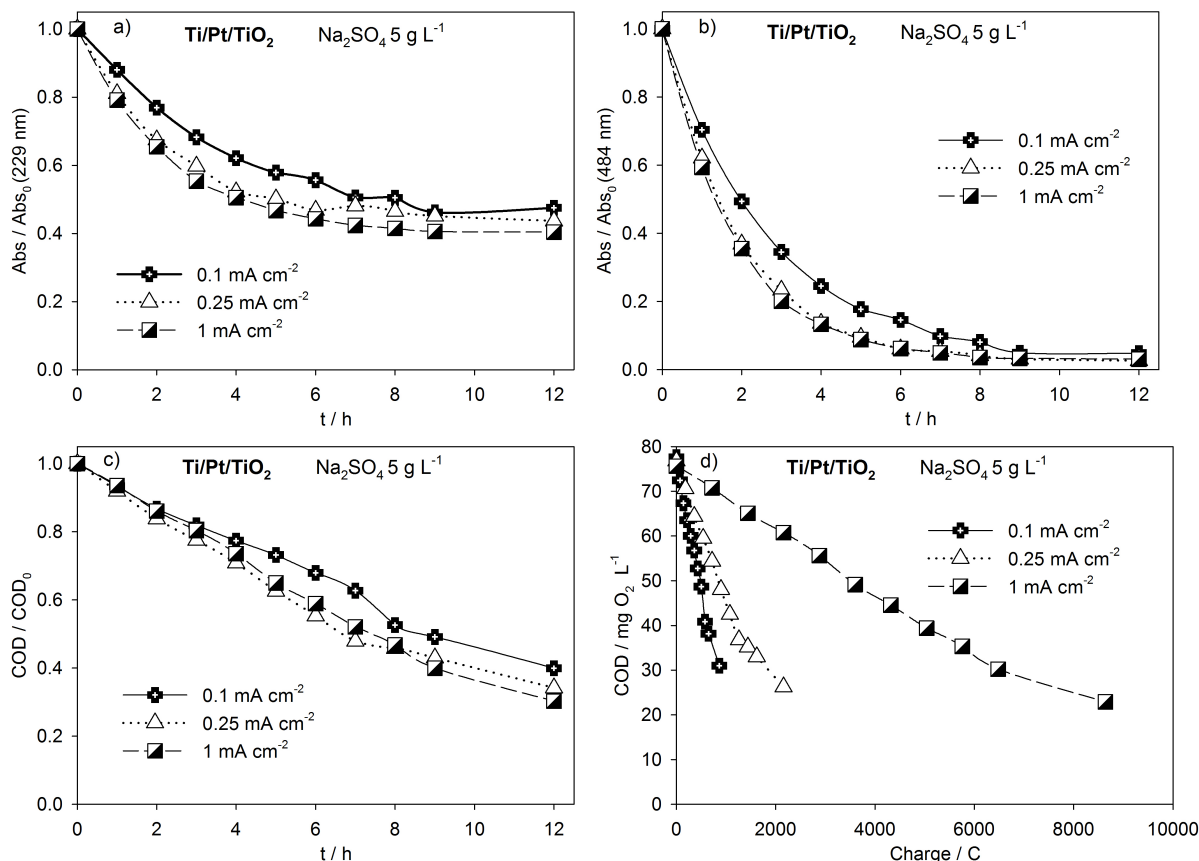 a) Ti/Pt/TiO₂ Na₂SO₄ 5 g L⁻¹
Abs / Abs₀ (229 nm)
1.0
0.8
0.6
0.4
0.2
0.0
0.1 mA cm⁻²
0.25 mA cm⁻²
1 mA cm⁻²
0 2 4 6 8 10 12
t / h
b) Ti/Pt/TiO₂ Na₂SO₄ 5 g L⁻¹
Abs / Abs₀ (484 nm)
1.0
0.8
0.6
0.4
0.2
0.0
0.1 mA cm⁻²
0.25 mA cm⁻²
1 mA cm⁻²
0 2 4 6 8 10 12
t / h
c) Ti/Pt/TiO₂ Na₂SO₄ 5 g L⁻¹
COD / COD₀
1.0
0.8
0.6
0.4
0.2
0.0
0.1 mA cm⁻²
0.25 mA cm⁻²
1 mA cm⁻²
0 2 4 6 8 10 12
t / h
d) Ti/Pt/TiO₂ Na₂SO₄ 5 g L⁻¹
COD / mg O₂ L⁻¹
80
70
60
50
40
30
20
10
0
0.1 mA cm⁻²
0.25 mA cm⁻²
1 mA cm⁻²
0 2000 4000 6000 8000 10000
Charge / C